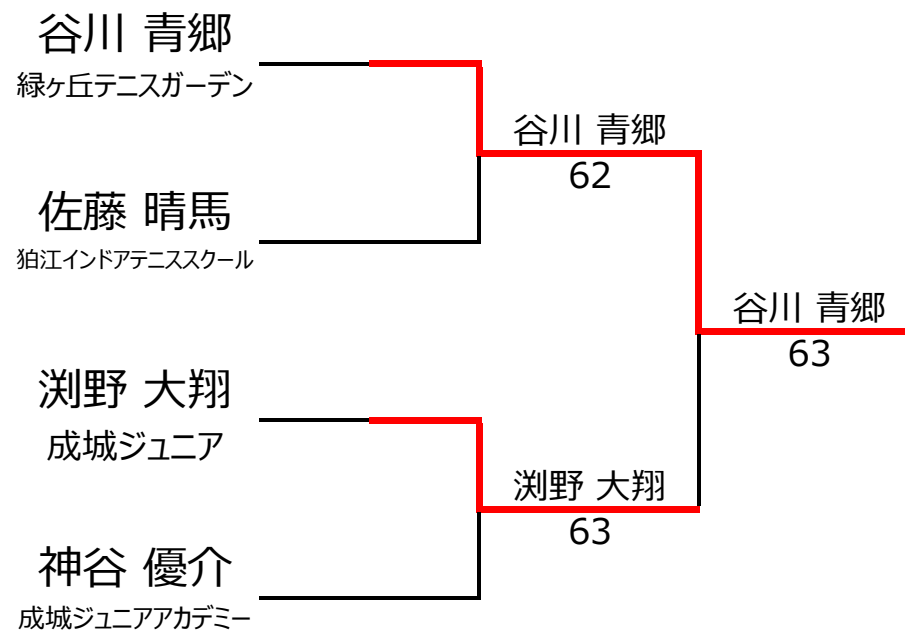 谷川 青郷
緑ヶ丘テニスガーデン
谷川 青郷
62
佐藤 晴馬
狛江インドアテニススクール
谷川 青郷
63
渕野 大翔
成城ジュニア
渕野 大翔
63
神谷 優介
成城ジュニアアカデミー